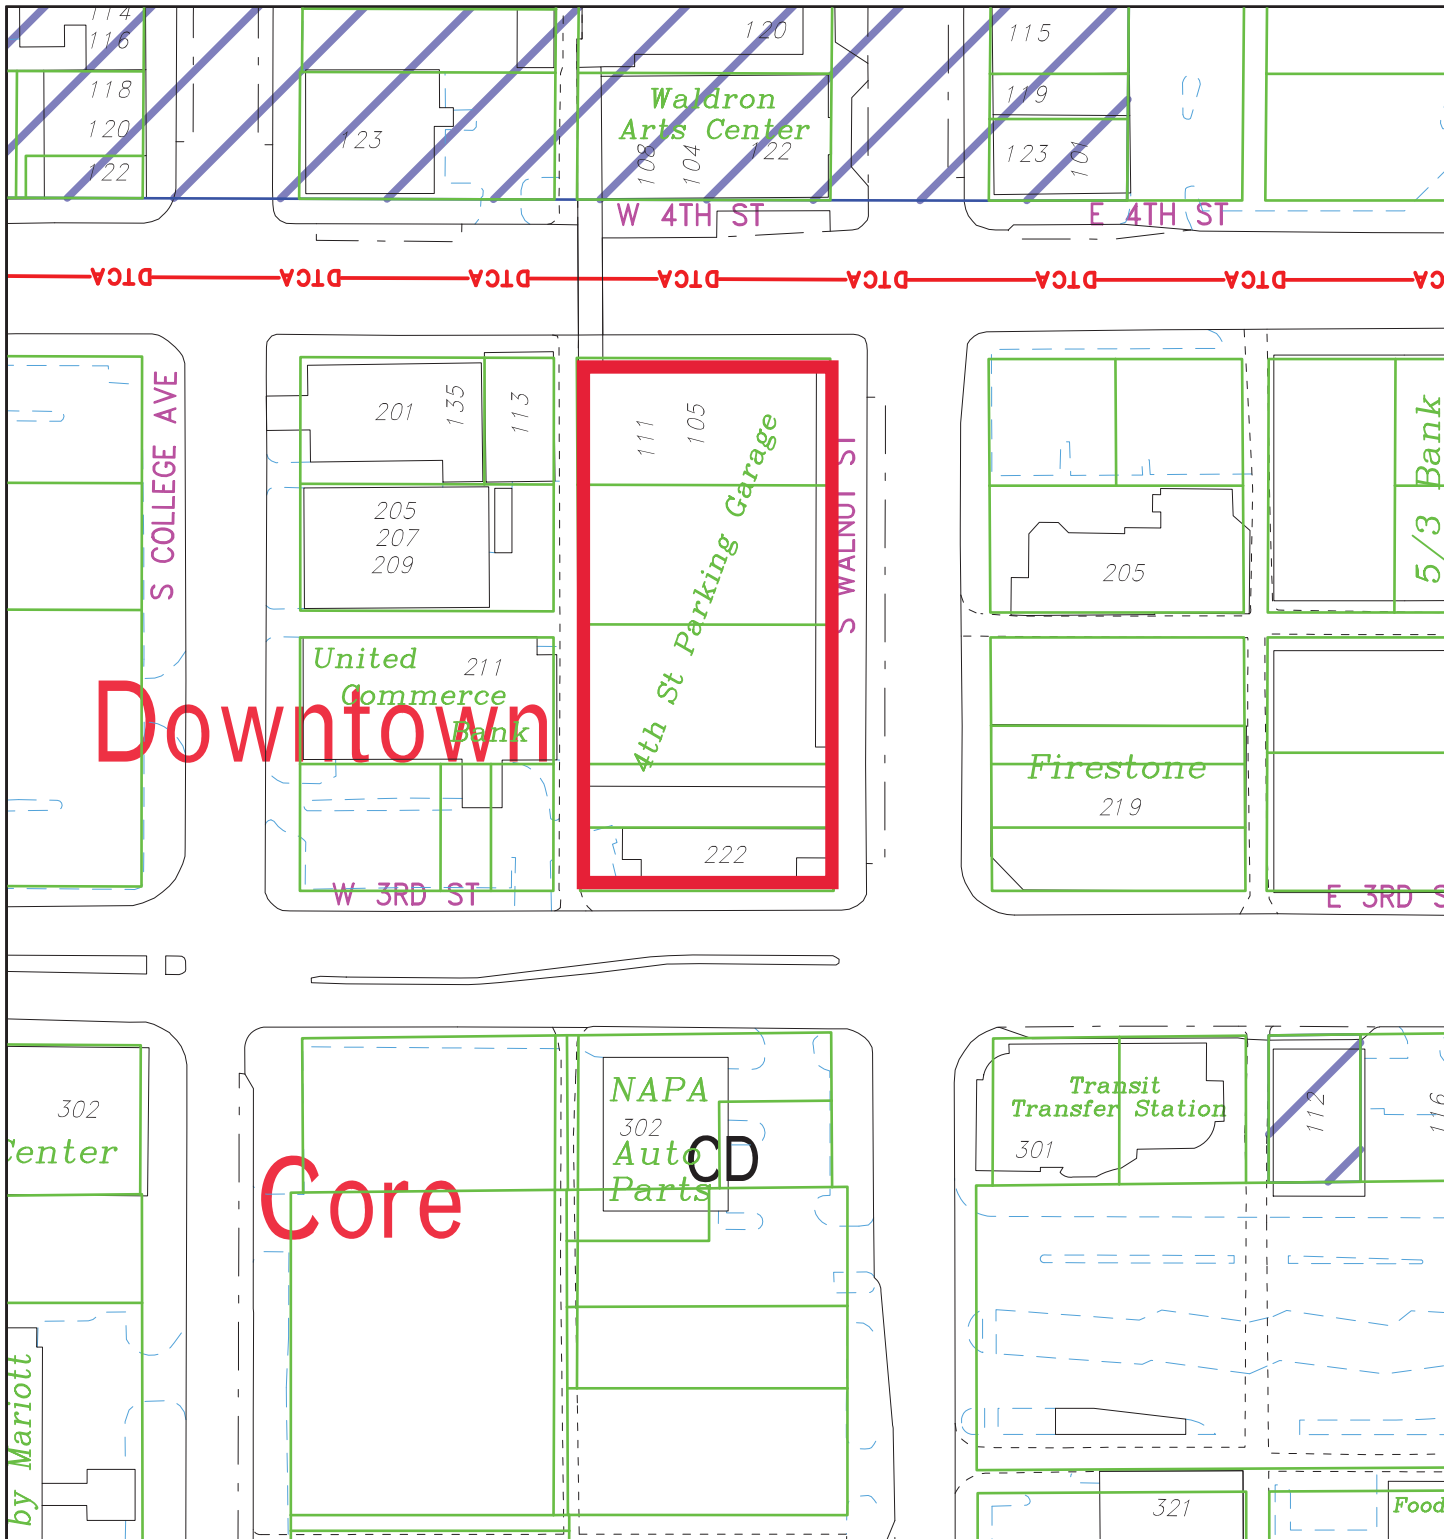 114
116
118
120
122
123
120
Waldron
Arts Center
108
104
122
115
119
123
101
W 4TH ST
E 4TH ST
DTCA
DTCA
DTCA
DTCA
DTCA
DTCA
DTCA
DTCA
S COLLEGE AVE
201
135
113
205
207
209
111
105
4th St Parking Garage
S WALNUT ST
205
5/3 Bank
United
Commerce
Bank
211
Downtown
Firestone
219
222
W 3RD ST
E 3RD S
302
Center
NAPA
302
Auto
Parts
CD
Core
Transit
Transfer Station
301
112
116
by Mariott
321
Food